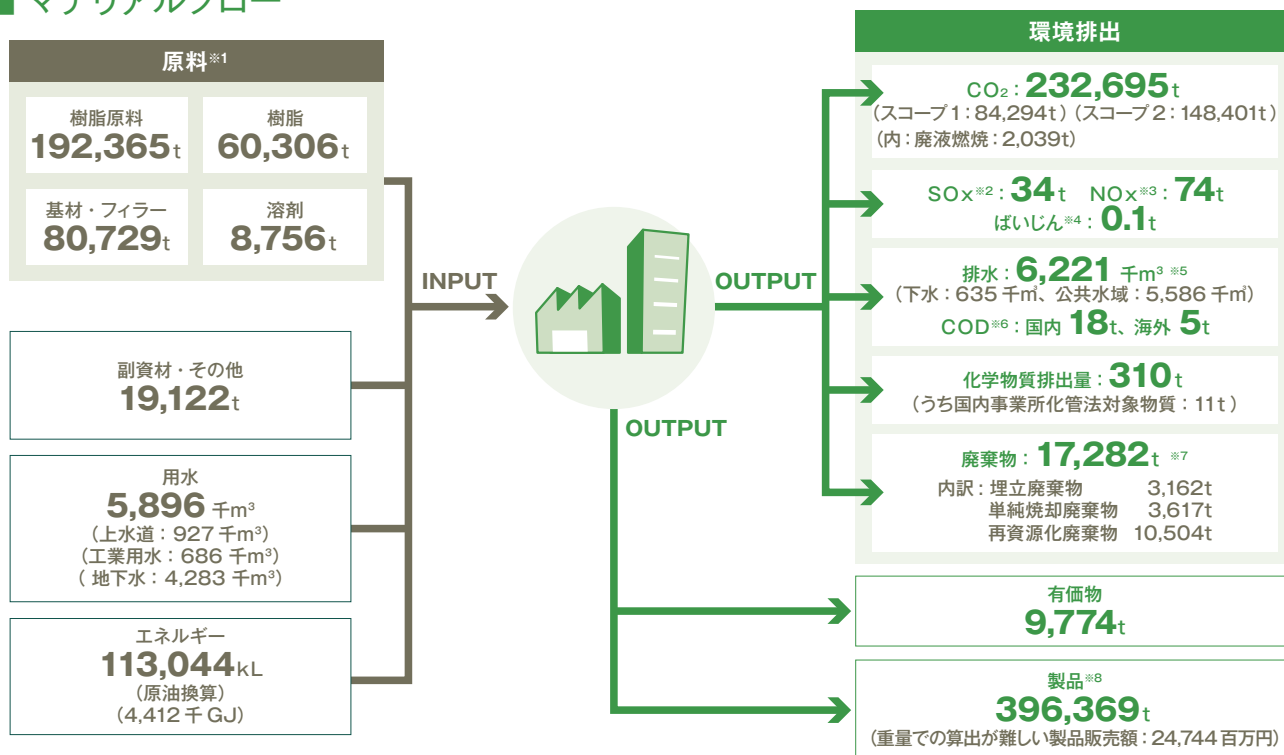 マテリアルフロー
原料※1
樹脂原料
192,365t
樹脂
60,306t
基材・フィラー
80,729t
溶剤
8,756t
副資材・その他
19,122t
用水
5,896 千m³
(上水道：927 千m³)
(工業用水：686 千m³)
( 地下水：4,283 千m³)
エネルギー
113,044kL
(原油換算)
(4,412 千 GJ)
INPUT
OUTPUT
OUTPUT
環境排出
CO₂：232,695t
(スコープ1：84,294t) (スコープ2：148,401t)
(内：廃液燃焼：2,039t)
SOx※2：34t NOx※3：74t
ばいじん※4：0.1t
排水：6,221 千m³ ※5
(下水：635 千㎥、公共水域：5,586 千㎥)
COD※6：国内 18t、海外 5t
化学物質排出量：310t
(うち国内事業所化管法対象物質：11t)
廃棄物：17,282t ※7
内訳：埋立廃棄物 3,162t
単純焼却廃棄物 3,617t
再資源化廃棄物 10,504t
有価物
9,774t
製品※8
396,369t
(重量での算出が難しい製品販売額：24,744 百万円)